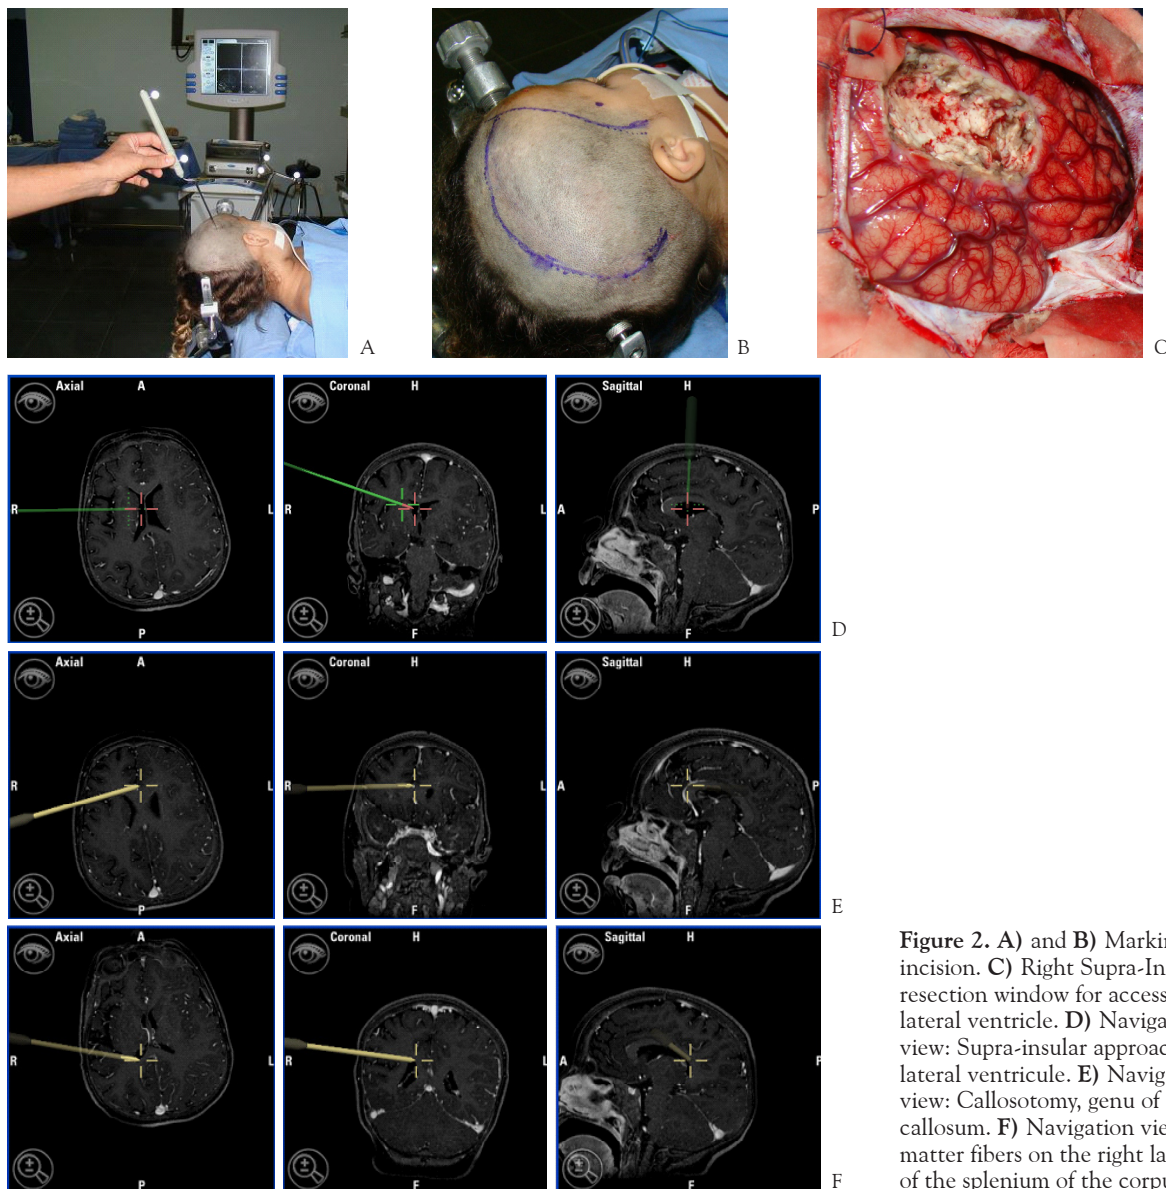 A
B
C
Axial
A
R
L
P
Coronal
H
R
L
F
Sagittal
H
A
P
F
D
Axial
A
R
L
P
Coronal
H
R
L
F
Sagittal
H
A
P
F
E
Axial
A
R
L
P
Coronal
H
R
L
F
Sagittal
H
A
P
F
F
Figure 2. A) and B) Markin
incision. C) Right Supra-In
resection window for access
lateral ventricle. D) Naviga
view: Supra-insular approac
lateral ventricule. E) Navig
view: Callosotomy, genu of
callosum. F) Navigation vie
matter fibers on the right la
of the splenium of the corpu